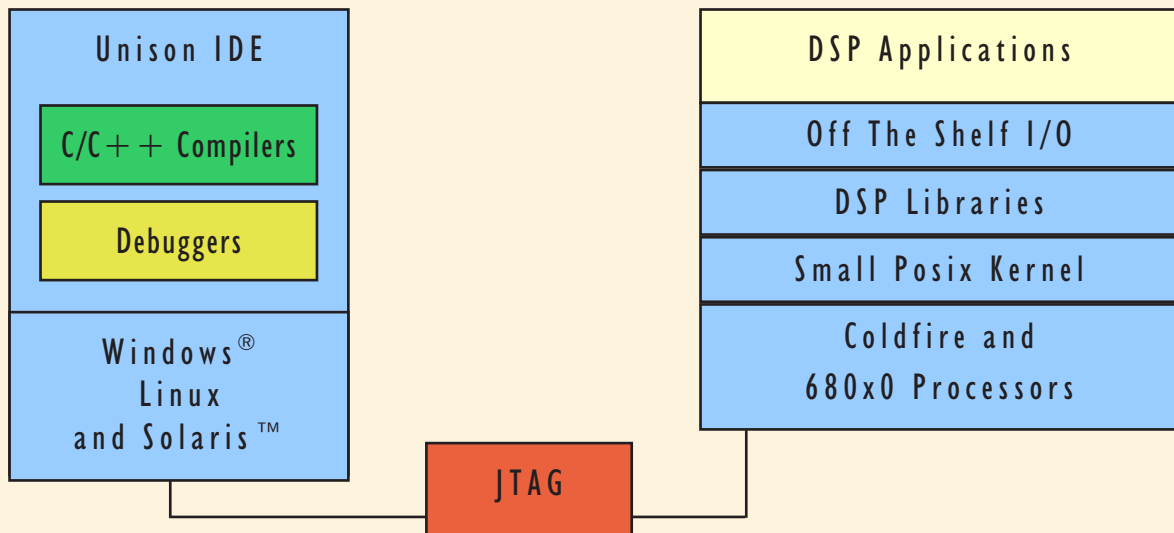 Unison IDE
C/C++ Compilers
Debuggers
Windows®
Linux
and Solaris™
JTAG
DSP Applications
Off The Shelf I/O
DSP Libraries
Small Posix Kernel
Coldfire and
680x0 Processors